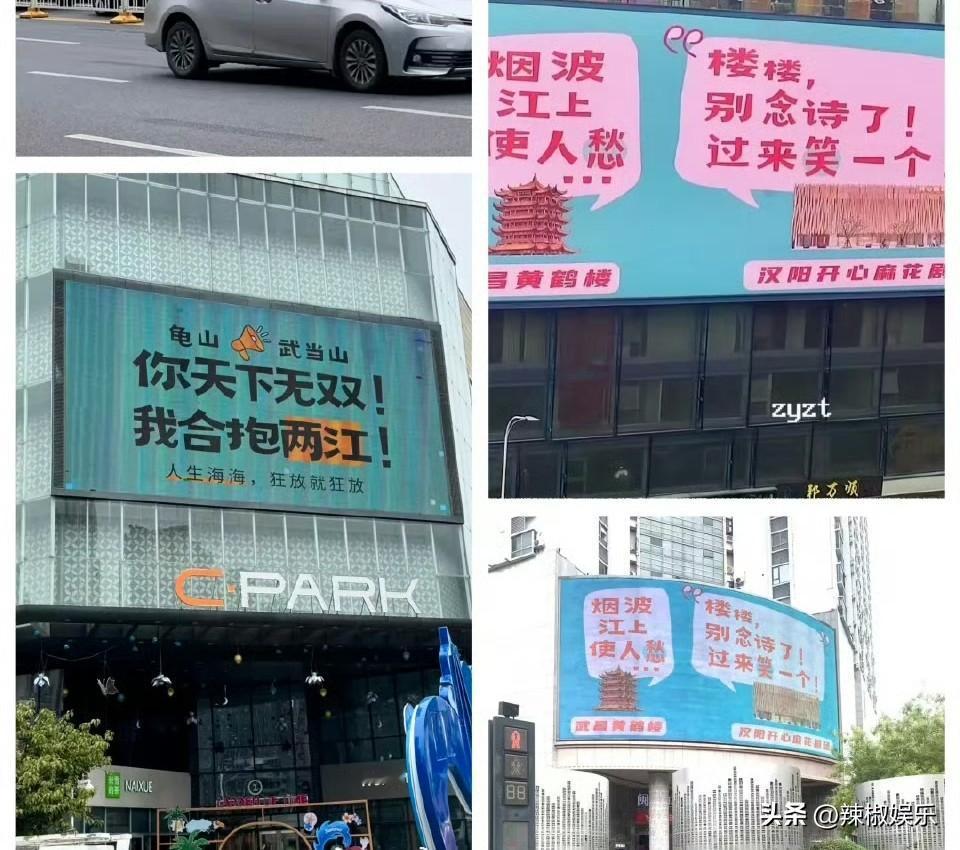 烟波
江上
使人愁
...
楼楼，
别念诗了！
过来笑一个
昌黄鹤楼
汉阳开心麻花剧
zyzt
郑万顺
龟山 武当山
你天下无双！
我合抱两江！
人生海海，狂放就狂放
C·PARK
NAIXUE
烟波
江上
使人愁
...
楼楼，
别念诗了！
过来笑一个！
武昌黄鹤楼
汉阳开心麻花剧场
88
头条 @辣椒娱乐